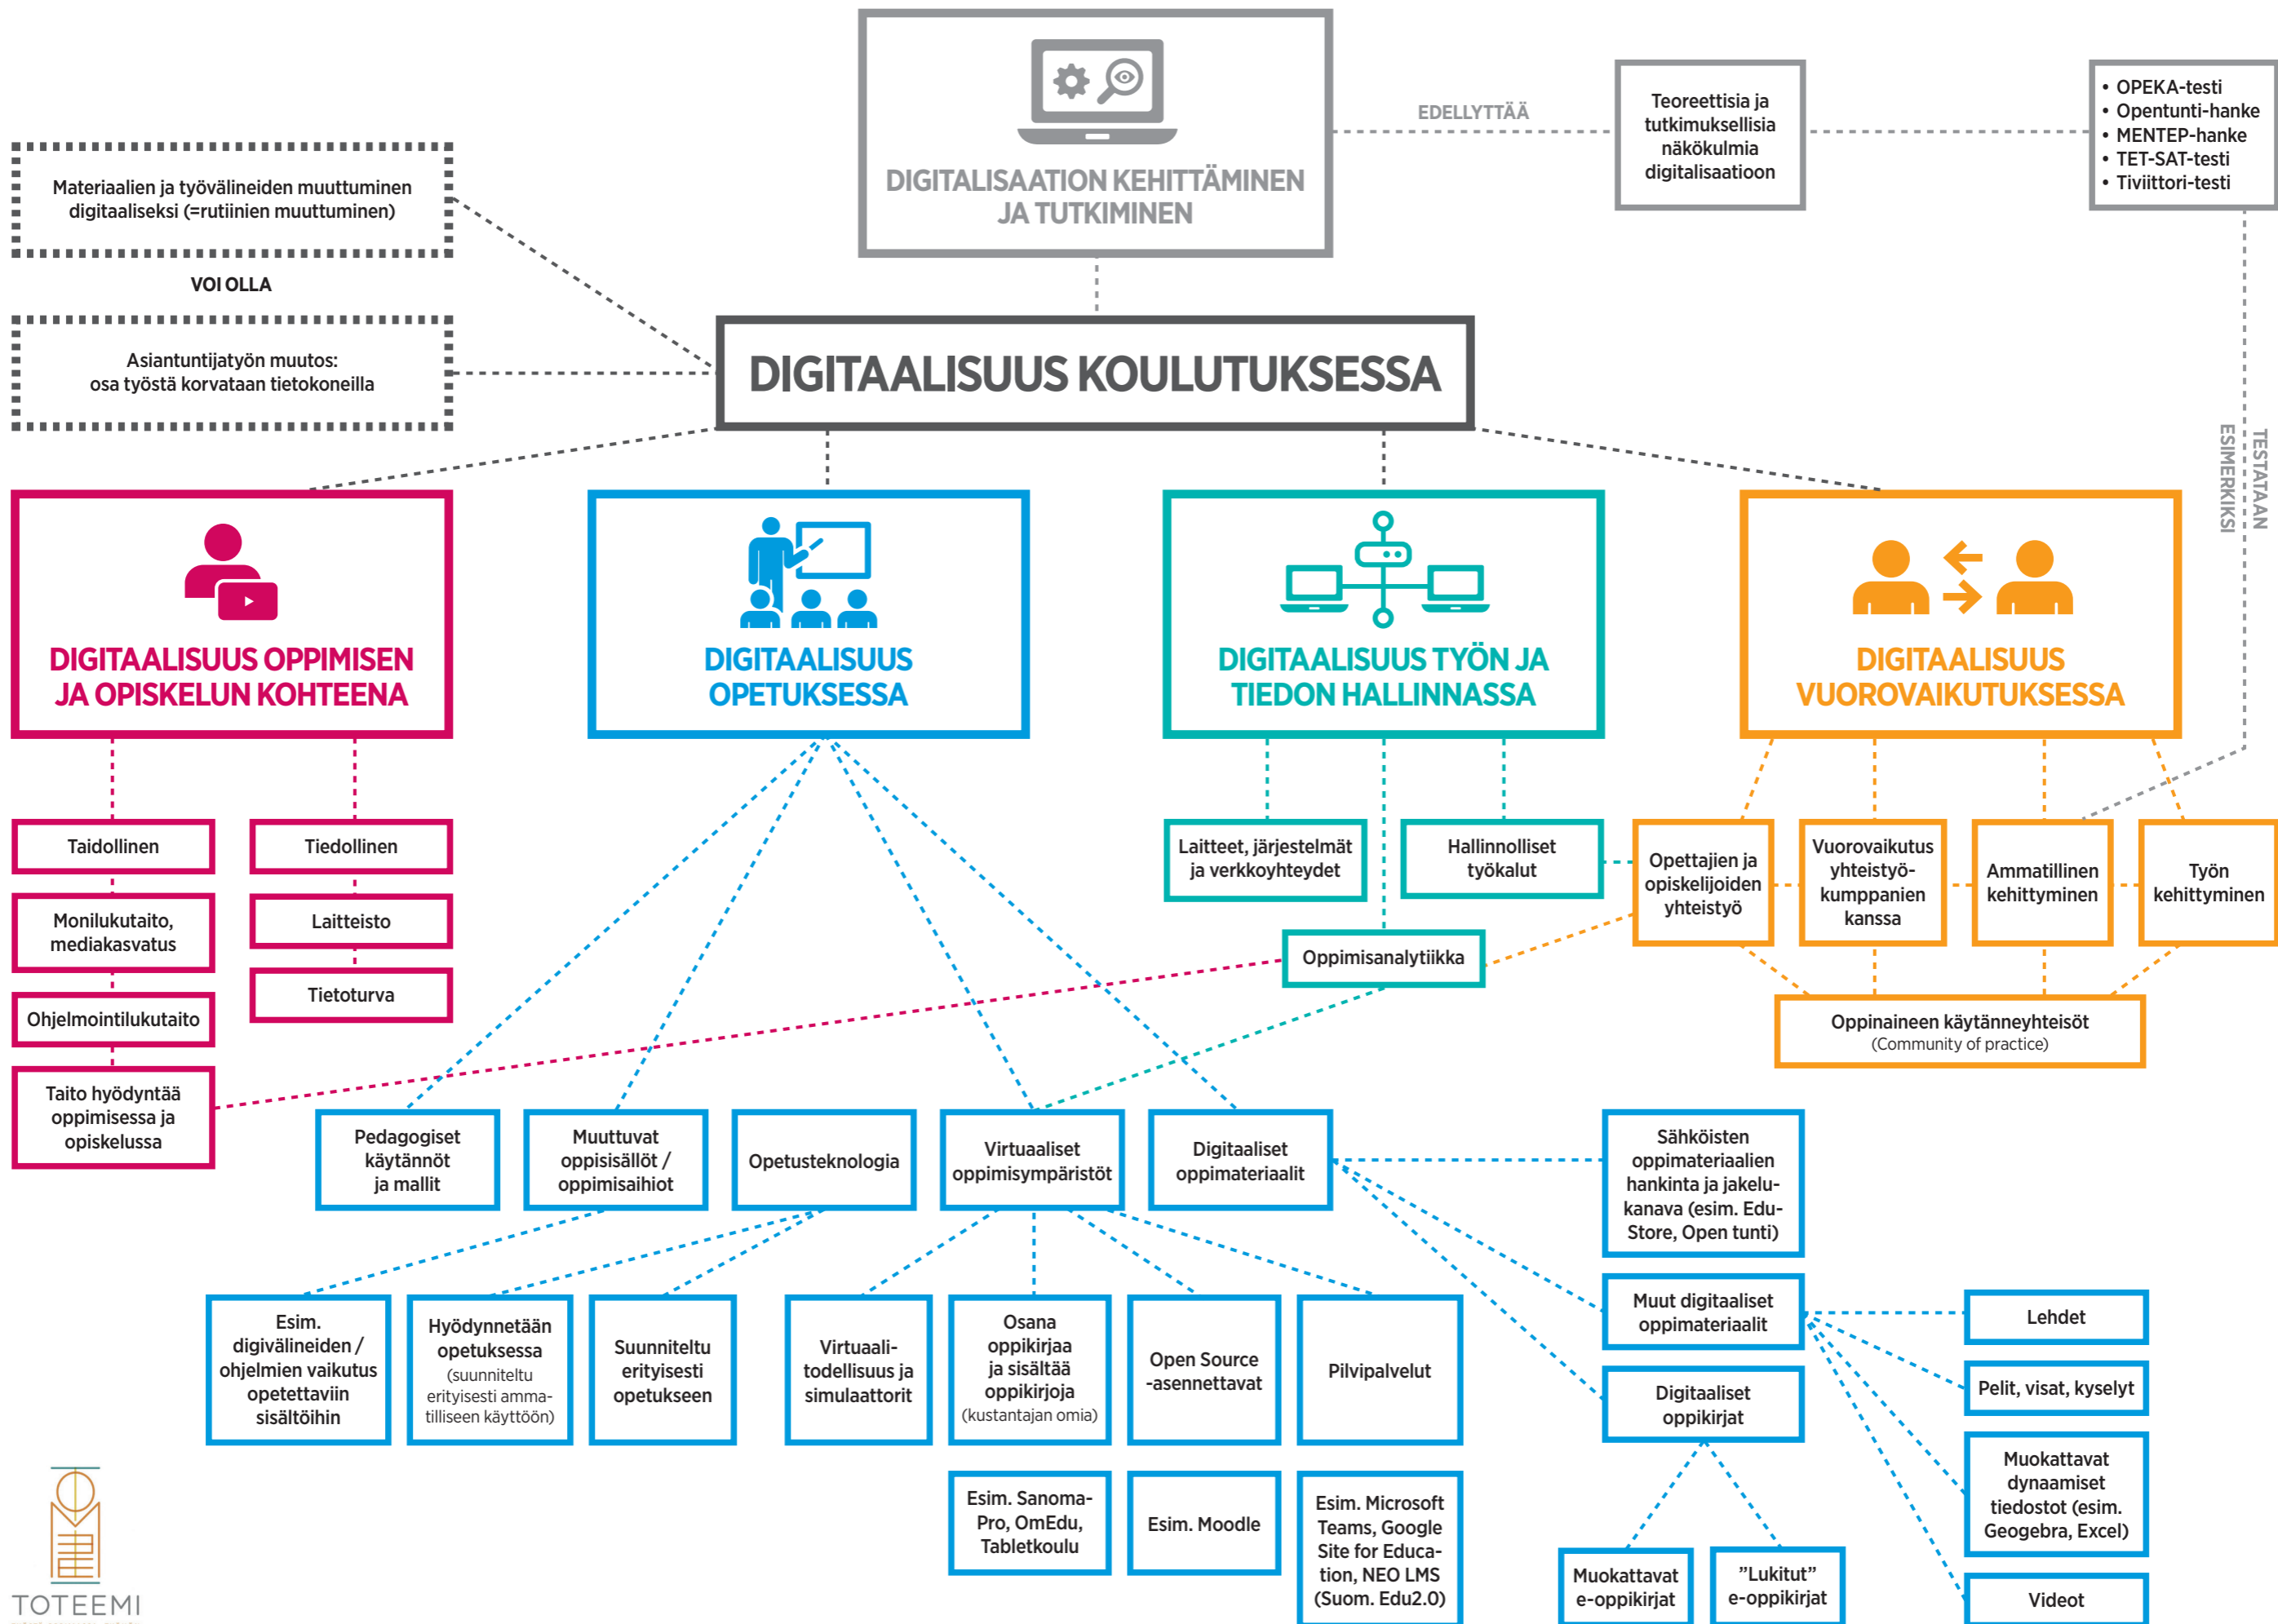 DIGITALISAATION KEHITTÄMINEN
JA TUTKIMINEN
EDELLYTTÄÄ
Teoreettisia ja
tutkimuksellisia
näkökulmia
digitalisaatioon
• OPEKA-testi
• Opentunti-hanke
• MENTEP-hanke
• TET-SAT-testi
• Tiviittori-testi
Materiaalien ja työvälineiden muuttuminen
digitaaliseksi (=rutiinien muuttuminen)
VOI OLLA
Asiantuntijatyön muutos:
osa työstä korvataan tietokoneilla
DIGITAALISUUS KOULUTUKSESSA
TESTATAAN
ESIMERKIKSI
DIGITAALISUUS OPPIMISEN
JA OPISKELUN KOHTEENA
DIGITAALISUUS
OPETUKSESSA
DIGITAALISUUS TYÖN JA
TIEDON HALLINNASSA
DIGITAALISUUS
VUOROVAIKUTUKSESSA
Taidollinen
Monilukutaito,
mediakasvatus
Ohjelmointilukutaito
Taito hyödyntää
oppimisessa ja
opiskelussa
Tiedollinen
Laitteisto
Tietoturva
Laitteet, järjestelmät
ja verkkoyhteydet
Hallinnolliset
työkalut
Oppimisanalytiikka
Opettajien ja
opiskelijoiden
yhteistyö
Vuorovaikutus
yhteistyö-
kumppanien
kanssa
Ammatillinen
kehittyminen
Työn
kehittyminen
Oppinaineen käytänneyhteisöt
(Community of practice)
Pedagogiset
käytännöt
ja mallit
Muuttuvat
oppisisällöt /
oppimisaihiot
Opetusteknologia
Virtuaaliset
oppimisympäristöt
Digitaaliset
oppimateriaalit
Sähköisten
oppimateriaalien
hankinta ja jakelu-
kanava (esim. Edu-
Store, Open tunti)
Muut digitaaliset
oppimateriaalit
Digitaaliset
oppikirjat
Esim.
digivälineiden /
ohjelmien vaikutus
opetettaviin
sisältöihin
Hyödynnetään
opetuksessa
(suunniteltu
erityisesti amma-
tilliseen käyttöön)
Suunniteltu
erityisesti
opetukseen
Virtuaali-
todellisuus ja
simulaattorit
Osana
oppikirjaa
ja sisältää
oppikirjoja
(kustantajan omia)
Open Source
-asennettavat
Pilvipalvelut
Esim. Sanoma-
Pro, OmEdu,
Tabletkoulu
Esim. Moodle
Esim. Microsoft
Teams, Google
Site for Educa-
tion, NEO LMS
(Suom. Edu2.0)
Muokattavat
e-oppikirjat
”Lukitut”
e-oppikirjat
Lehdet
Pelit, visat, kyselyt
Muokattavat
dynaamiset
tiedostot (esim.
Geogebra, Excel)
Videot
TOTEEMI